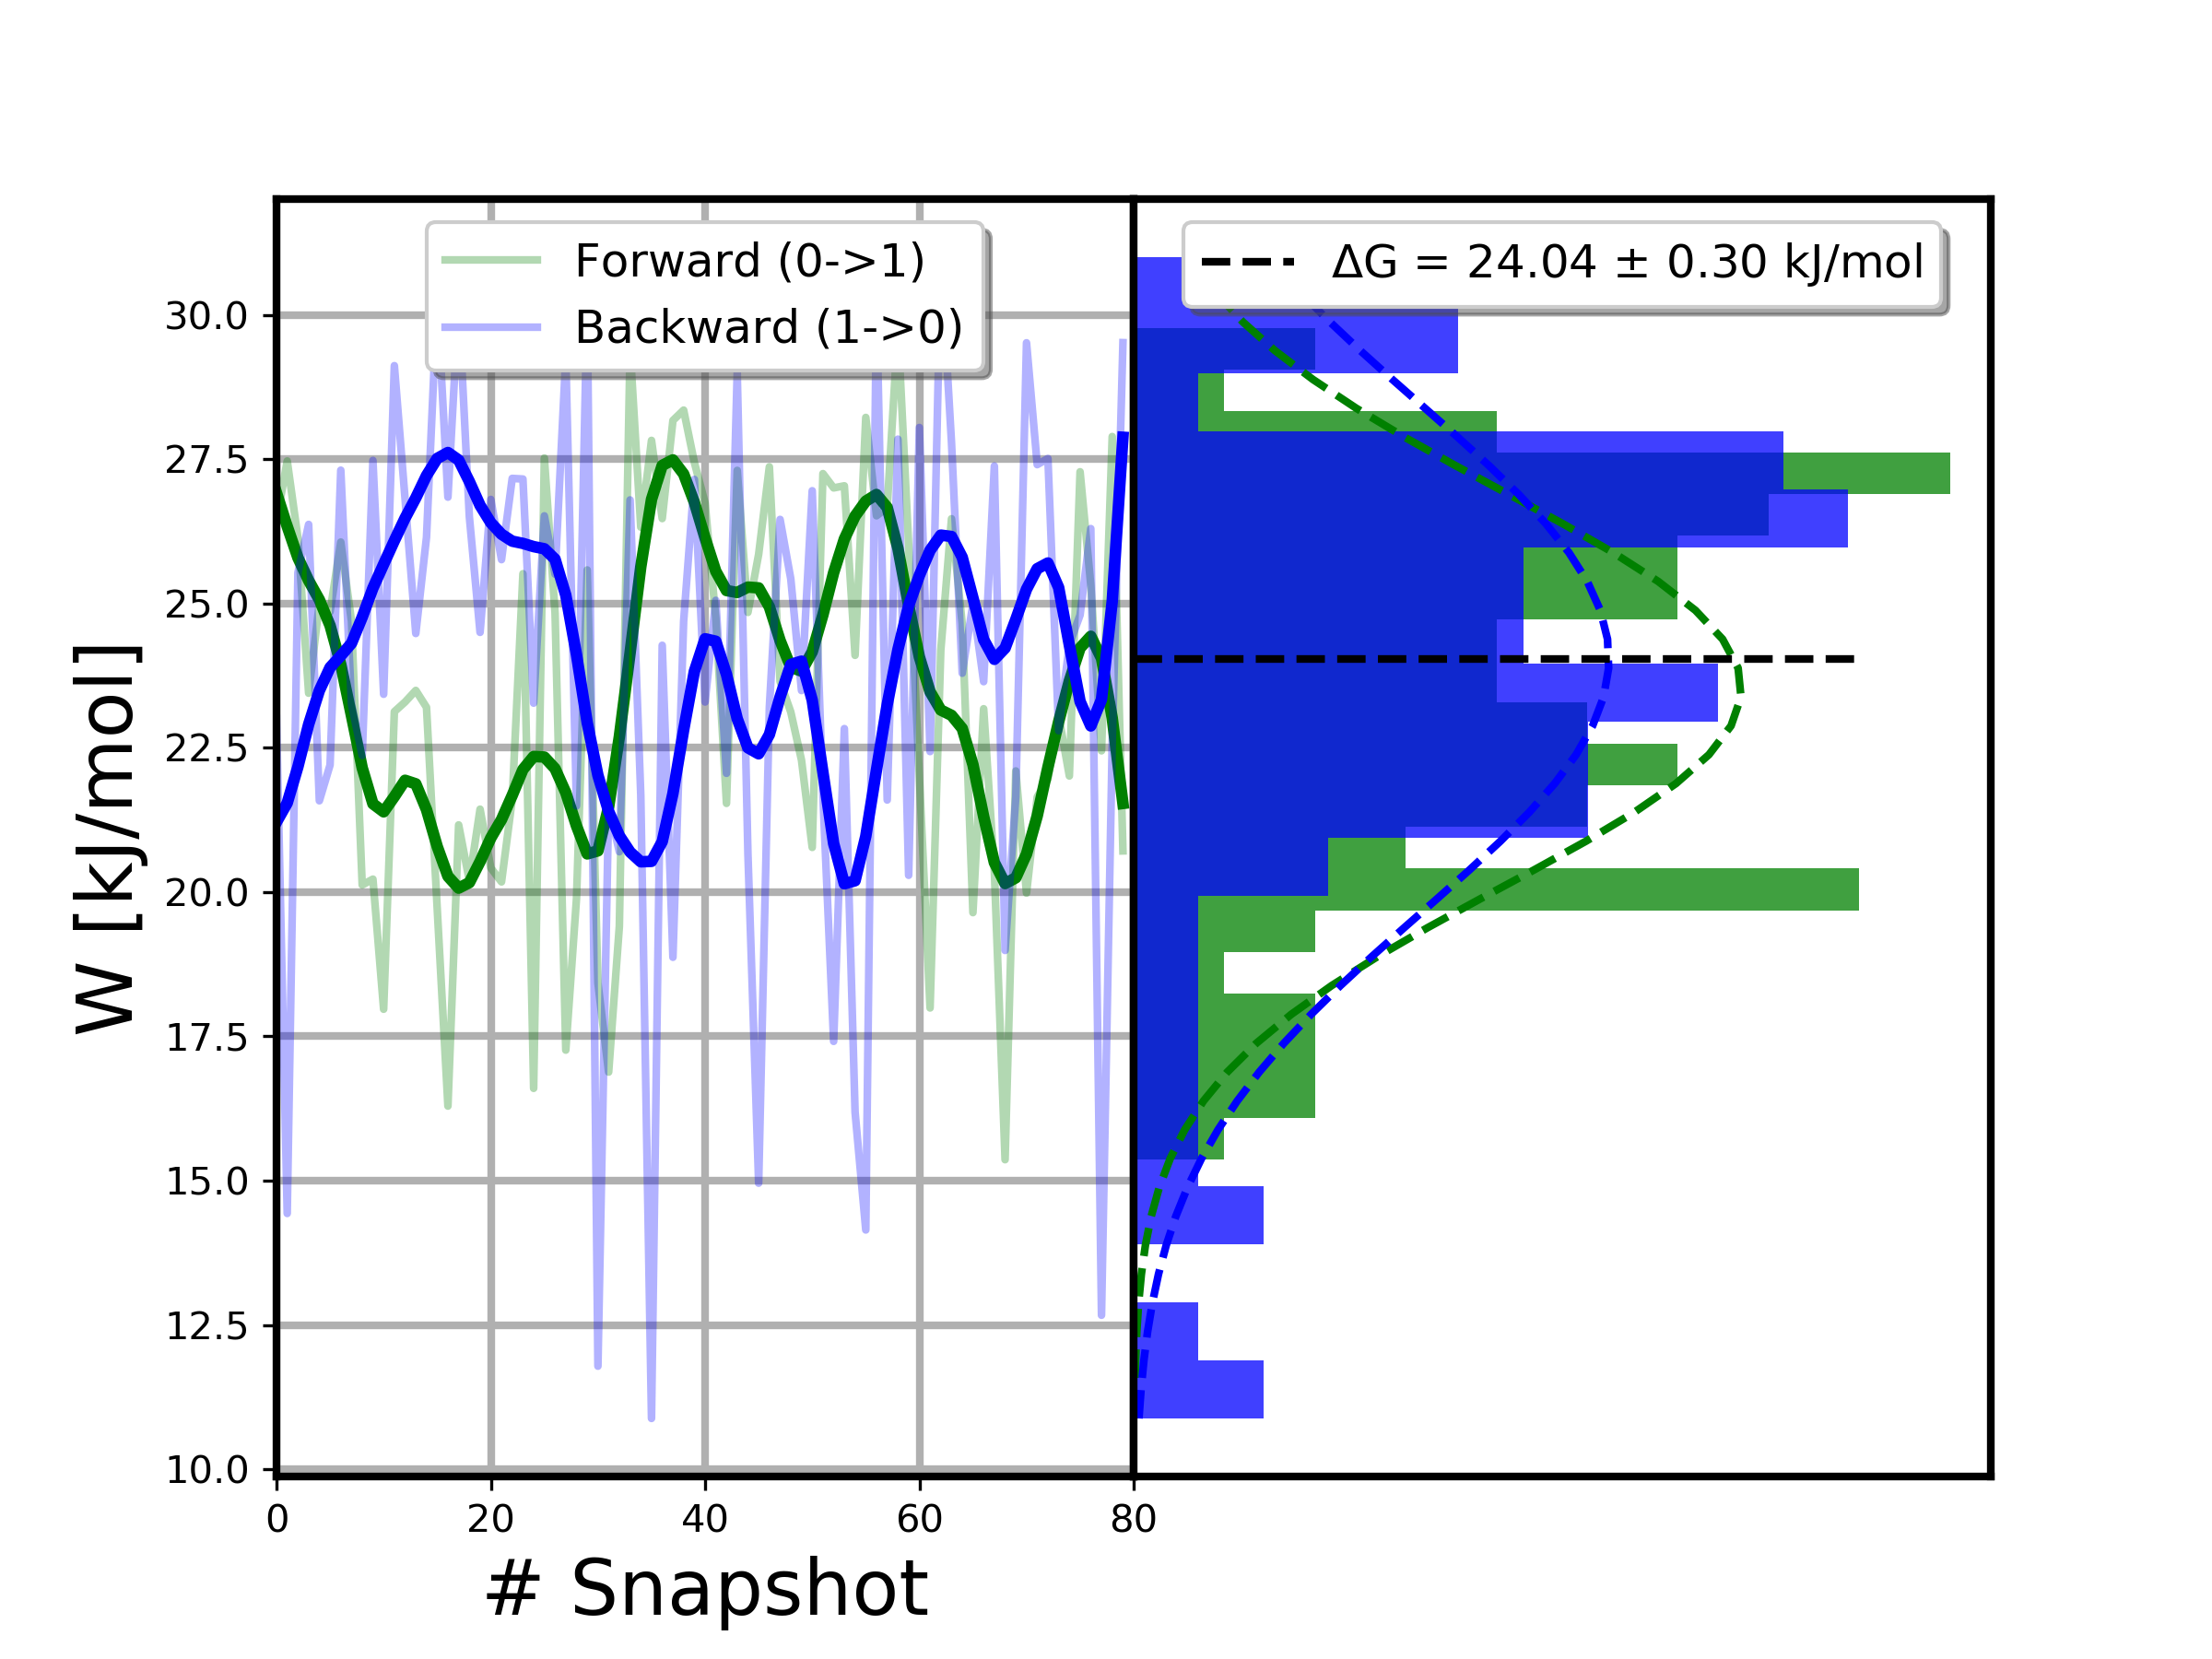 Forward (0->1)
Backward (1->0)
ΔG = 24.04 ± 0.30 kJ/mol
W [kJ/mol]
30.0
27.5
25.0
22.5
20.0
17.5
15.0
12.5
10.0
0 20 40 60 80
# Snapshot